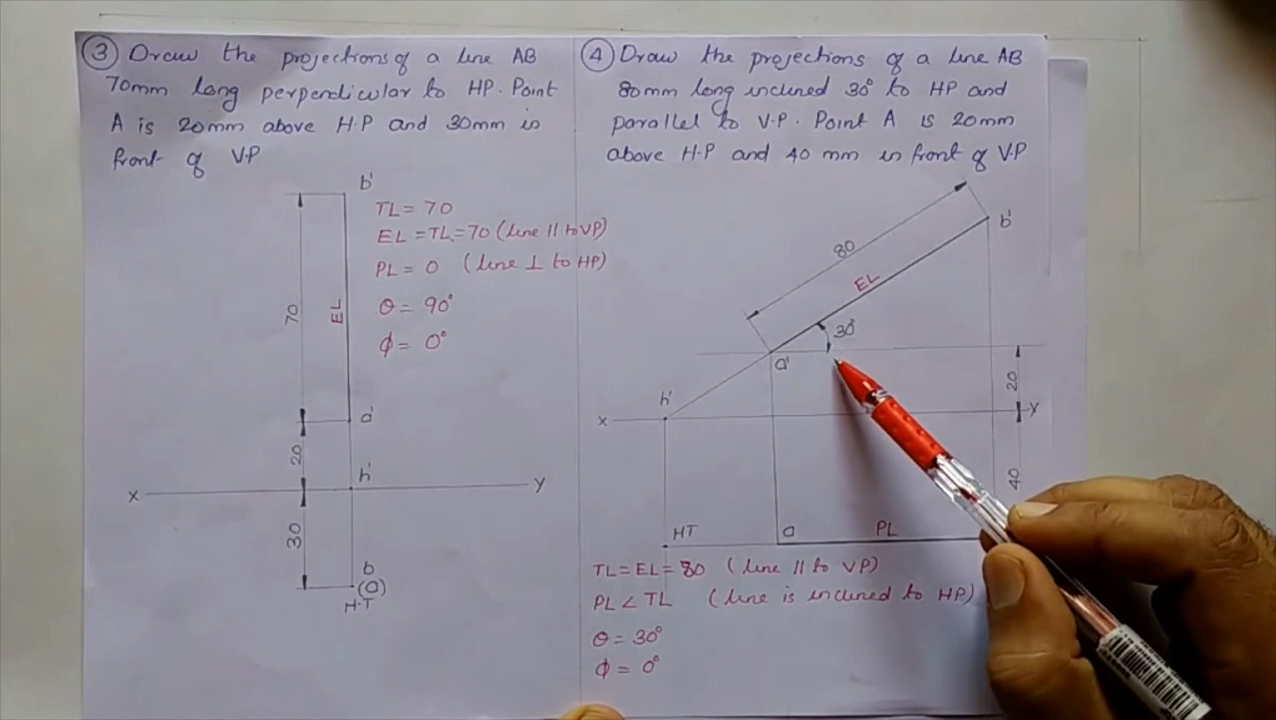 ③ Draw the projections of a line AB
70mm long perpendicular to HP. Point
A is 20mm above H.P and 30mm in
front of V.P
b'
TL = 70
EL = TL = 70 (line || to VP)
PL = 0 (line ⊥ to HP)
θ = 90°
ϕ = 0°
70
EL
a'
20
h'
X
Y
30
b
(a)
H.T
④ Draw the projections of a line AB
80mm long inclined 30° to HP and
parallel to V.P. Point A is 20mm
above H.P and 40 mm in front of V.P
80
EL
b'
30°
a'
20
h'
X
Y
40
HT
a
PL
TL = EL = 80 (line || to VP)
PL < TL (line is inclined to HP)
θ = 30°
ϕ = 0°